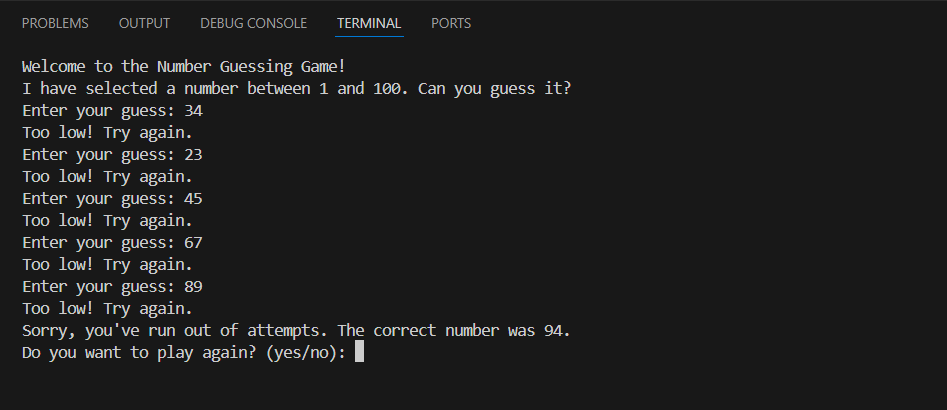 PROBLEMS OUTPUT DEBUG CONSOLE TERMINAL PORTS
Welcome to the Number Guessing Game!
I have selected a number between 1 and 100. Can you guess it?
Enter your guess: 34
Too low! Try again.
Enter your guess: 23
Too low! Try again.
Enter your guess: 45
Too low! Try again.
Enter your guess: 67
Too low! Try again.
Enter your guess: 89
Too low! Try again.
Sorry, you've run out of attempts. The correct number was 94.
Do you want to play again? (yes/no):